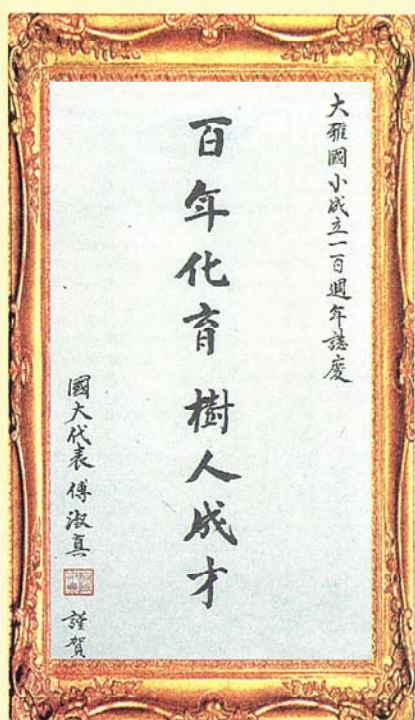 大雅國小成立一百週年誌慶
百年化育 樹人成才
國大代表傅淑真 謹賀